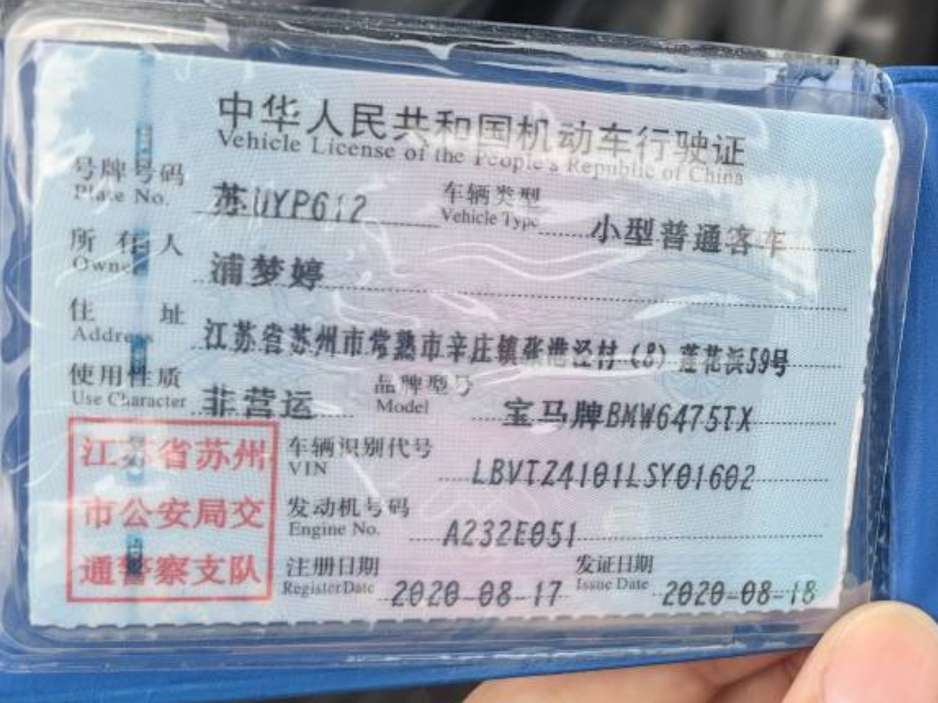 中华人民共和国机动车行驶证
Vehicle License of the People's Republic of China
号牌号码 苏UYP612 车辆类型 小型普通客车
Plate No. Vehicle Type
所有人 浦梦婷
Owner
住址 江苏省苏州市常熟市辛庄镇张港泾村(8)莲花浜59号
Address
使用性质 非营运 品牌型号 宝马牌BMW6475TX
Use Character Model
江苏省苏州
市公安局交
通警察支队
车辆识别代号 LBVTZ4101LSY01602
VIN
发动机号码 A232E051
Engine No.
注册日期 2020-08-17 发证日期 2020-08-18
Register Date Issue Date